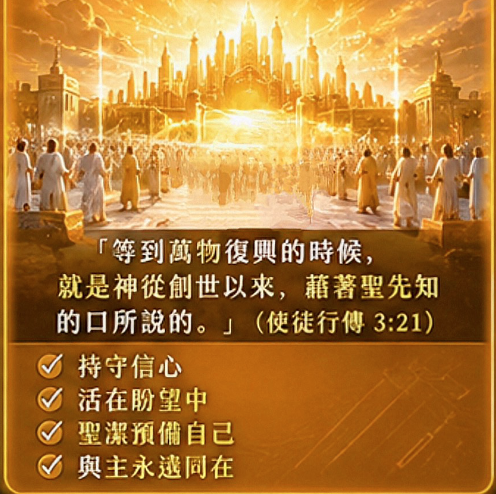 「等到萬物復興的時候，
就是神從創世以來，藉著聖先知
的口所說的。」（使徒行傳 3:21）
持守信心
活在盼望中
聖潔預備自己
與主永遠同在